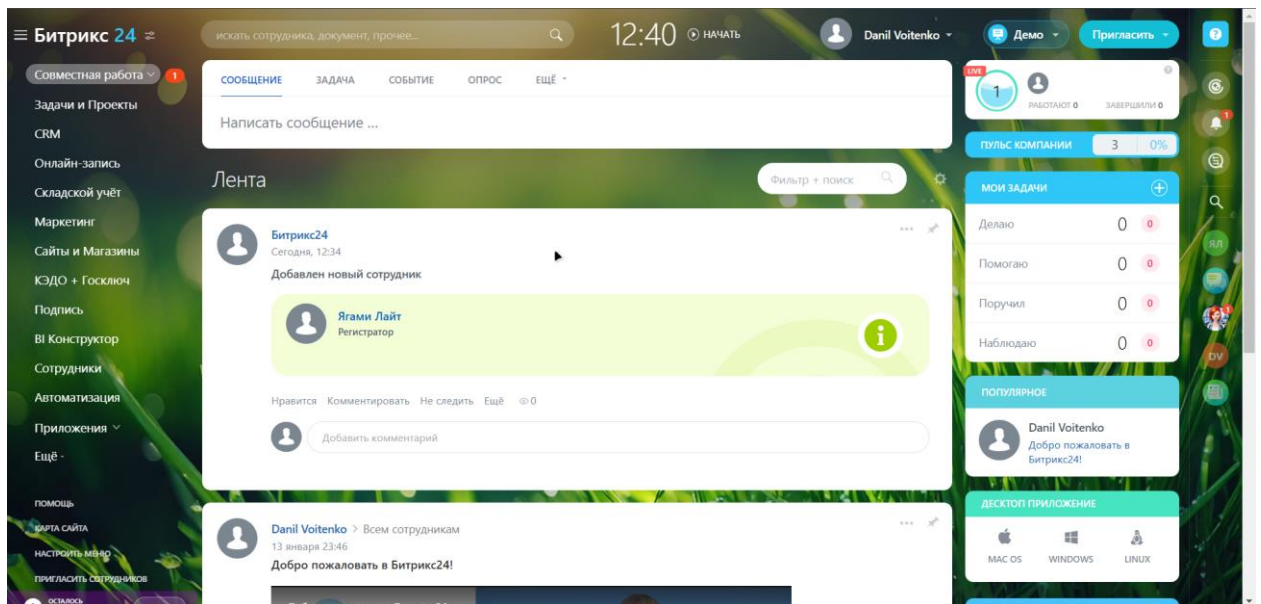 Битрикс 24
искать сотрудника, документ, прочее...
12:40
НАЧАТЬ
Danil Voitenko
Демо
Пригласить
?
Совместная работа
1
Задачи и Проекты
CRM
Онлайн-запись
Складской учёт
Маркетинг
Сайты и Магазины
КЭДО + Госключ
Подпись
BI Конструктор
Сотрудники
Автоматизация
Приложения
Ещё -
ПОМОЩЬ
КАРТА САЙТА
НАСТРОИТЬ МЕНЮ
ПРИГЛАСИТЬ СОТРУДНИКОВ
ОСТАЛОСЬ
СООБЩЕНИЕ ЗАДАЧА СОБЫТИЕ ОПРОС ЕЩЁ
Написать сообщение ...
Лента
Фильтр + поиск
Битрикс24
Сегодня, 12:34
Добавлен новый сотрудник
Ягами Лайт
Регистратор
i
Нравится Комментировать Не следить Ещё 0
Добавить комментарий
Danil Voitenko > Всем сотрудникам
13 января 23:46
Добро пожаловать в Битрикс24!
LIVE
1
РАБОТАЮТ 0 ЗАВЕРШИЛИ 0
ПУЛЬС КОМПАНИИ 3 0%
МОИ ЗАДАЧИ
Делаю 0 0
Помогаю 0 0
Поручил 0 0
Наблюдаю 0 0
ПОПУЛЯРНОЕ
Danil Voitenko
Добро пожаловать в
Битрикс24!
ДЕСКТОП ПРИЛОЖЕНИЕ
MAC OS WINDOWS LINUX
1
ЯЛ
1
DV